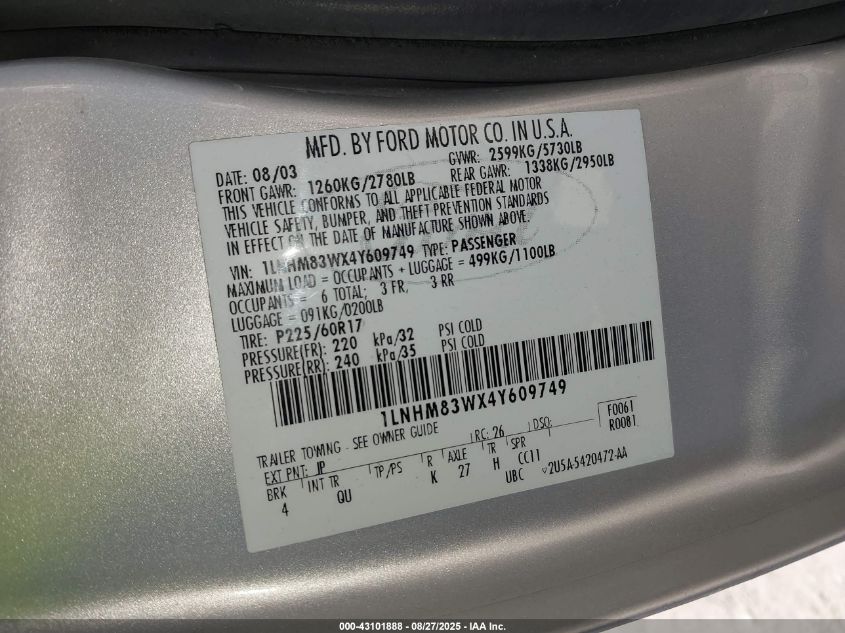 MFD. BY FORD MOTOR CO. IN U.S.A.
DATE: 08/03 GVWR: 2599KG/5730LB
FRONT GAWR: 1260KG/2780LB REAR GAWR: 1338KG/2950LB
THIS VEHICLE CONFORMS TO ALL APPLICABLE FEDERAL MOTOR
VEHICLE SAFETY, BUMPER, AND THEFT PREVENTION STANDARDS
IN EFFECT ON THE DATE OF MANUFACTURE SHOWN ABOVE.
VIN: 1LNHM83WX4Y609749 TYPE: PASSENGER
MAXIMUM LOAD = OCCUPANTS + LUGGAGE = 499KG/1100LB
OCCUPANTS = 6 TOTAL; 3 FR, 3 RR
LUGGAGE = 091KG/0200LB
TIRE: P225/60R17
PRESSURE(FR): 220 kPa/32 PSI COLD
PRESSURE(RR): 240 kPa/35 PSI COLD
1LNHM83WX4Y609749
TRAILER TOWING - SEE OWNER GUIDE
F0061
R0081
EXT PNT: JP RC: 26 DSO:
BRK INT TR TP/PS R AXLE TR SPR
4 QU K 27 H CC11
UBC 2U5A-5420472-AA
000-43101888 - 08/27/2025 - IAA Inc.